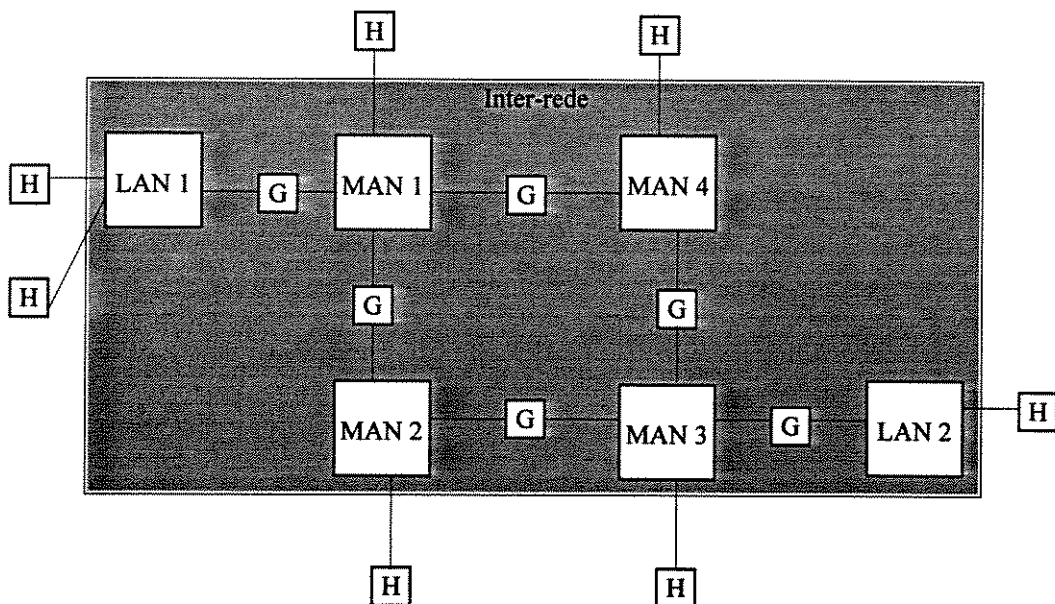 H
H
Inter-rede
H
LAN 1
G
MAN 1
G
MAN 4
H
G
G
MAN 2
G
MAN 3
G
LAN 2
H
H
H